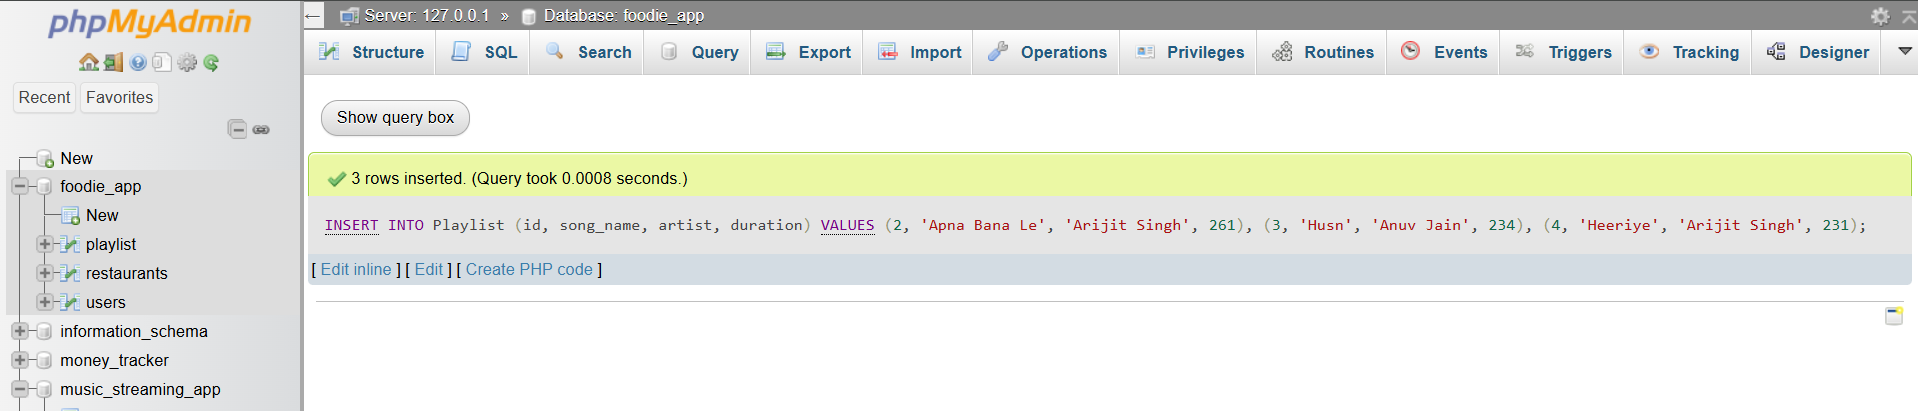 phpMyAdmin
Recent Favorites
New
foodie_app
New
playlist
restaurants
users
information_schema
money_tracker
music_streaming_app
← Server: 127.0.0.1 » Database: foodie_app
Structure SQL Search Query Export Import Operations Privileges Routines Events Triggers Tracking Designer
Show query box
3 rows inserted. (Query took 0.0008 seconds.)
INSERT INTO Playlist (id, song_name, artist, duration) VALUES (2, 'Apna Bana Le', 'Arijit Singh', 261), (3, 'Husn', 'Anuv Jain', 234), (4, 'Heeriye', 'Arijit Singh', 231);
[ Edit inline ] [ Edit ] [ Create PHP code ]